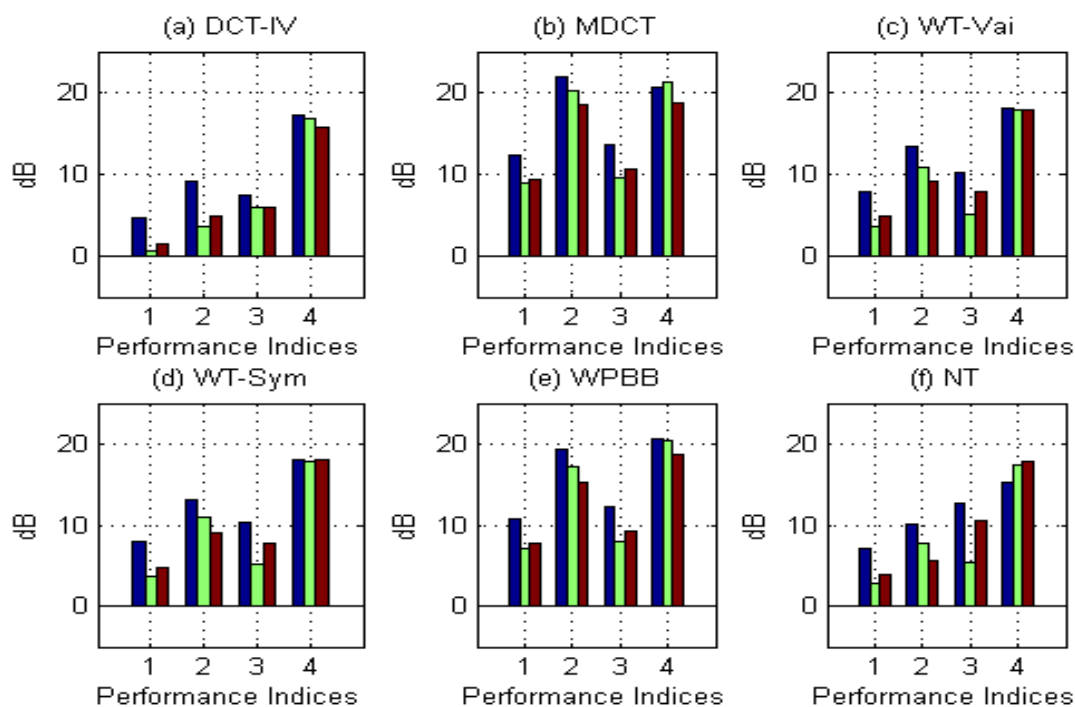 (a) DCT-IV
(b) MDCT
(c) WT-Vai
20
10
0
dB
1 2 3 4
Performance Indices
20
10
0
dB
1 2 3 4
Performance Indices
20
10
0
dB
1 2 3 4
Performance Indices
(d) WT-Sym
(e) WPBB
(f) NT
20
10
0
dB
1 2 3 4
Performance Indices
20
10
0
dB
1 2 3 4
Performance Indices
20
10
0
dB
1 2 3 4
Performance Indices